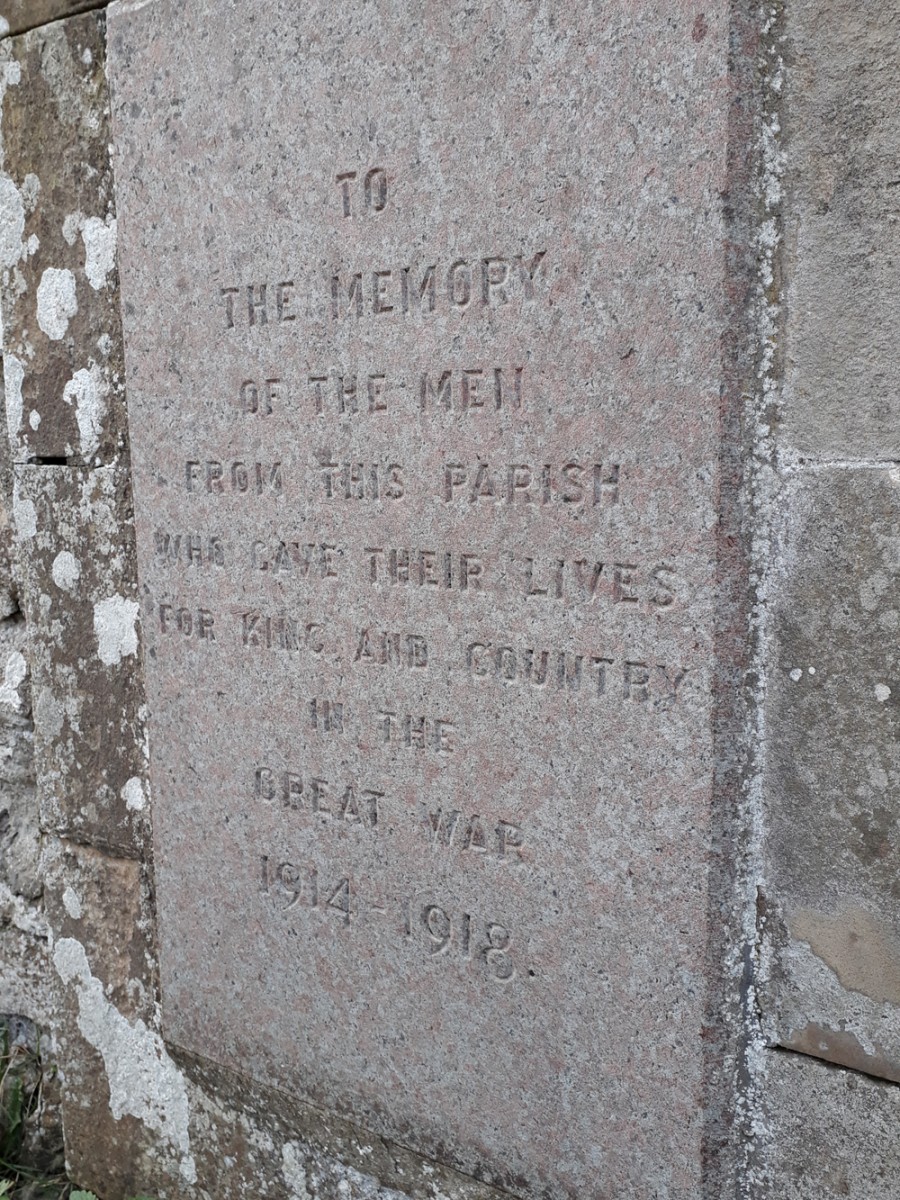 TO
THE MEMORY
OF THE MEN
FROM THIS PARISH
WHO GAVE THEIR LIVES
FOR KING AND COUNTRY
IN THE
GREAT WAR
1914-1918